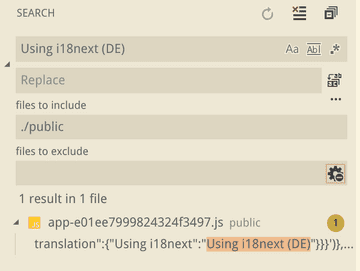 SEARCH
Using i18next (DE)
Aa Abl .*
Replace
files to include
...
./public
files to exclude
1 result in 1 file
app-e01ee7999824324f3497.js public 1
translation":{"Using i18next":"Using i18next (DE)"}}}')},...